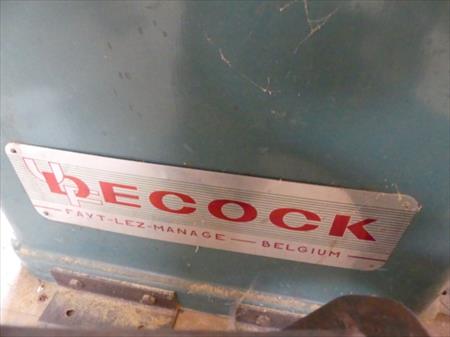 DECOCK
FAYT-LEZ-MANAGE — BELGIUM —